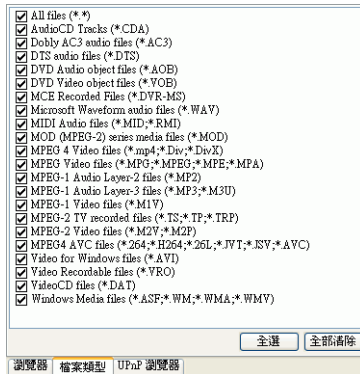 All files (*.*)
AudioCD Tracks (*.CDA)
Dobly AC3 audio files (*.AC3)
DTS audio files (*.DTS)
DVD Audio object files (*.AOB)
DVD Video object files (*.VOB)
MCE Recorded Files (*.DVR-MS)
Microsoft Waveform audio files (*.WAV)
MIDI Audio files (*.MID;*.RMI)
MOD (MPEG-2) series media files (*.MOD)
MPEG 4 Video files (*.mp4;*.Div;*.DivX)
MPEG Video files (*.MPG;*.MPEG;*.MPE;*.MPA)
MPEG-1 Audio Layer-2 files (*.MP2)
MPEG-1 Audio Layer-3 files (*.MP3;*.M3U)
MPEG-1 Video files (*.M1V)
MPEG-2 TV recorded files (*.TS;*.TP;*.TRP)
MPEG-2 Video files (*.M2V;*.M2P)
MPEG4 AVC files (*.264;*.H264;*.26L;*.JVT;*.JSV;*.AVC)
Video for Windows files (*.AVI)
Video Recordable files (*.VRO)
VideoCD files (*.DAT)
Windows Media files (*.ASF;*.WM;*.WMA;*.WMV)
全選 全部清除
瀏覽器 檔案類型 UPnP 瀏覽器